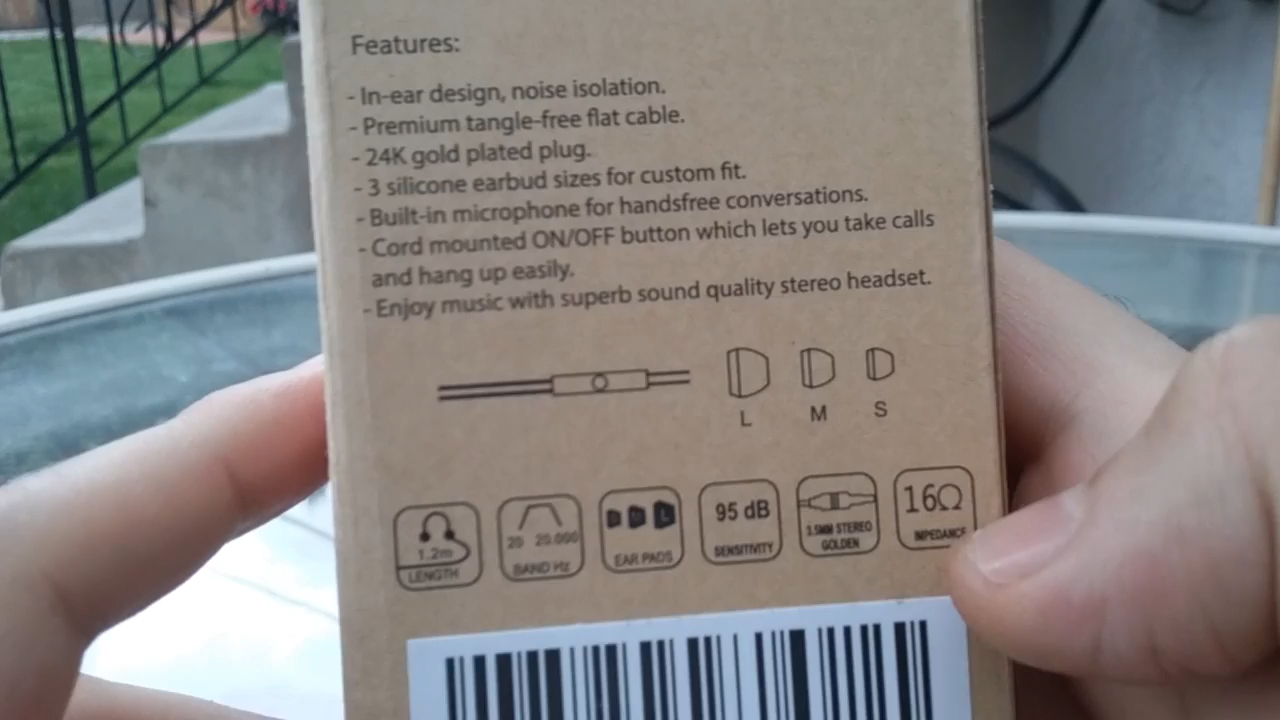 Features:
- In-ear design, noise isolation.
- Premium tangle-free flat cable.
- 24K gold plated plug.
- 3 silicone earbud sizes for custom fit.
- Built-in microphone for handsfree conversations.
- Cord mounted ON/OFF button which lets you take calls
and hang up easily.
- Enjoy music with superb sound quality stereo headset.
L M S
1.2m
LENGTH
20 20.000
BAND Hz
L
EAR PADS
95 dB
SENSITIVITY
3.5MM STEREO
GOLDEN
16Ω
IMPEDANCE